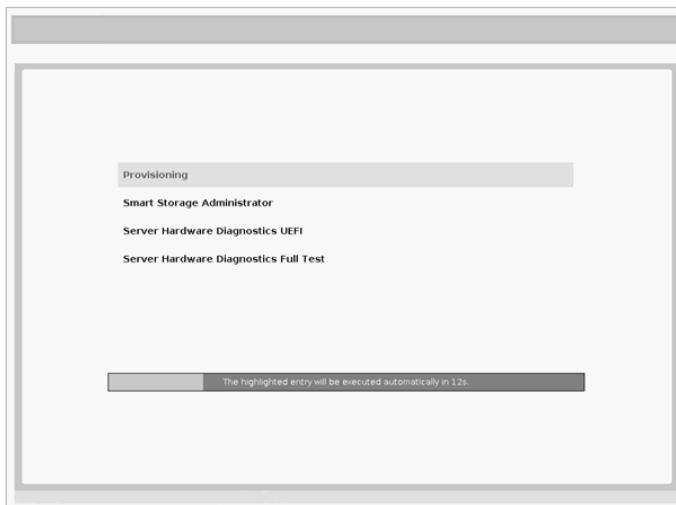 Provisioning
Smart Storage Administrator
Server Hardware Diagnostics UEFI
Server Hardware Diagnostics Full Test
The highlighted entry will be executed automatically in 12s.